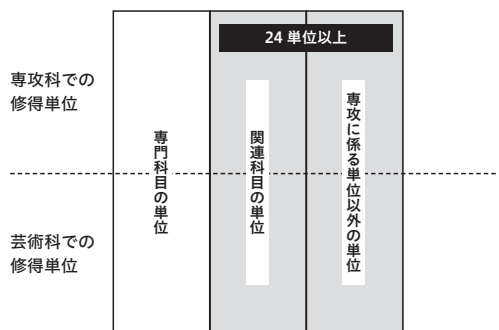 24 単位以上
専攻科での
修得単位
専門科目の単位
関連科目の単位
専攻に係る単位以外の単位
芸術科での
修得単位